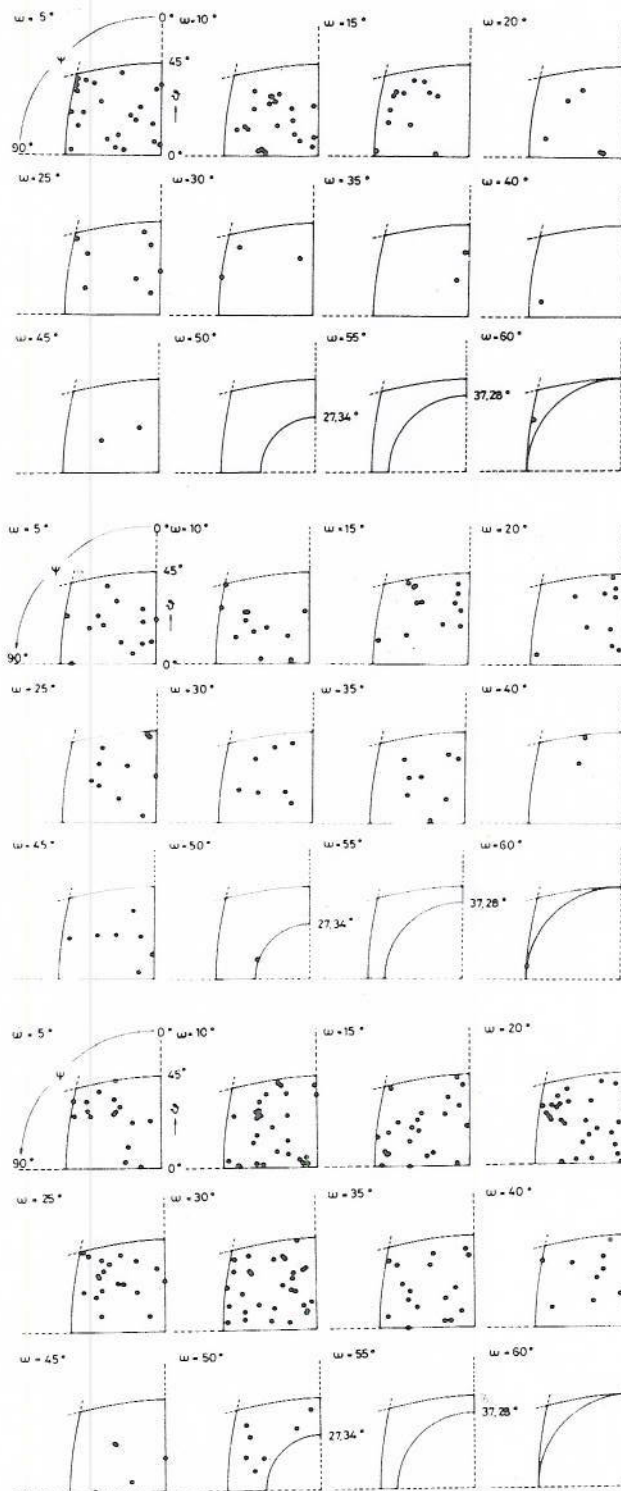 ω = 5° 0° ω = 10° ω = 15° ω = 20°
Ψ 45°
ϑ
90° 0°
ω = 25° ω = 30° ω = 35° ω = 40°
ω = 45° ω = 50° ω = 55° ω = 60°
27,34° 37,28°
ω = 5° 0° ω = 10° ω = 15° ω = 20°
Ψ 45°
ϑ
90° 0°
ω = 25° ω = 30° ω = 35° ω = 40°
ω = 45° ω = 50° ω = 55° ω = 60°
27,34° 37,28°
ω = 5° 0° ω = 10° ω = 15° ω = 20°
Ψ 45°
ϑ
90° 0°
ω = 25° ω = 30° ω = 35° ω = 40°
ω = 45° ω = 50° ω = 55° ω = 60°
27,34° 37,28°